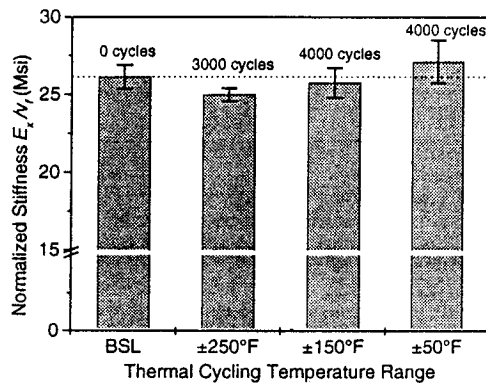 Normalized Stiffness E_x /v_f (Msi)
30
25
15
0
0 cycles
3000 cycles
4000 cycles
4000 cycles
BSL
±250°F
±150°F
±50°F
Thermal Cycling Temperature Range